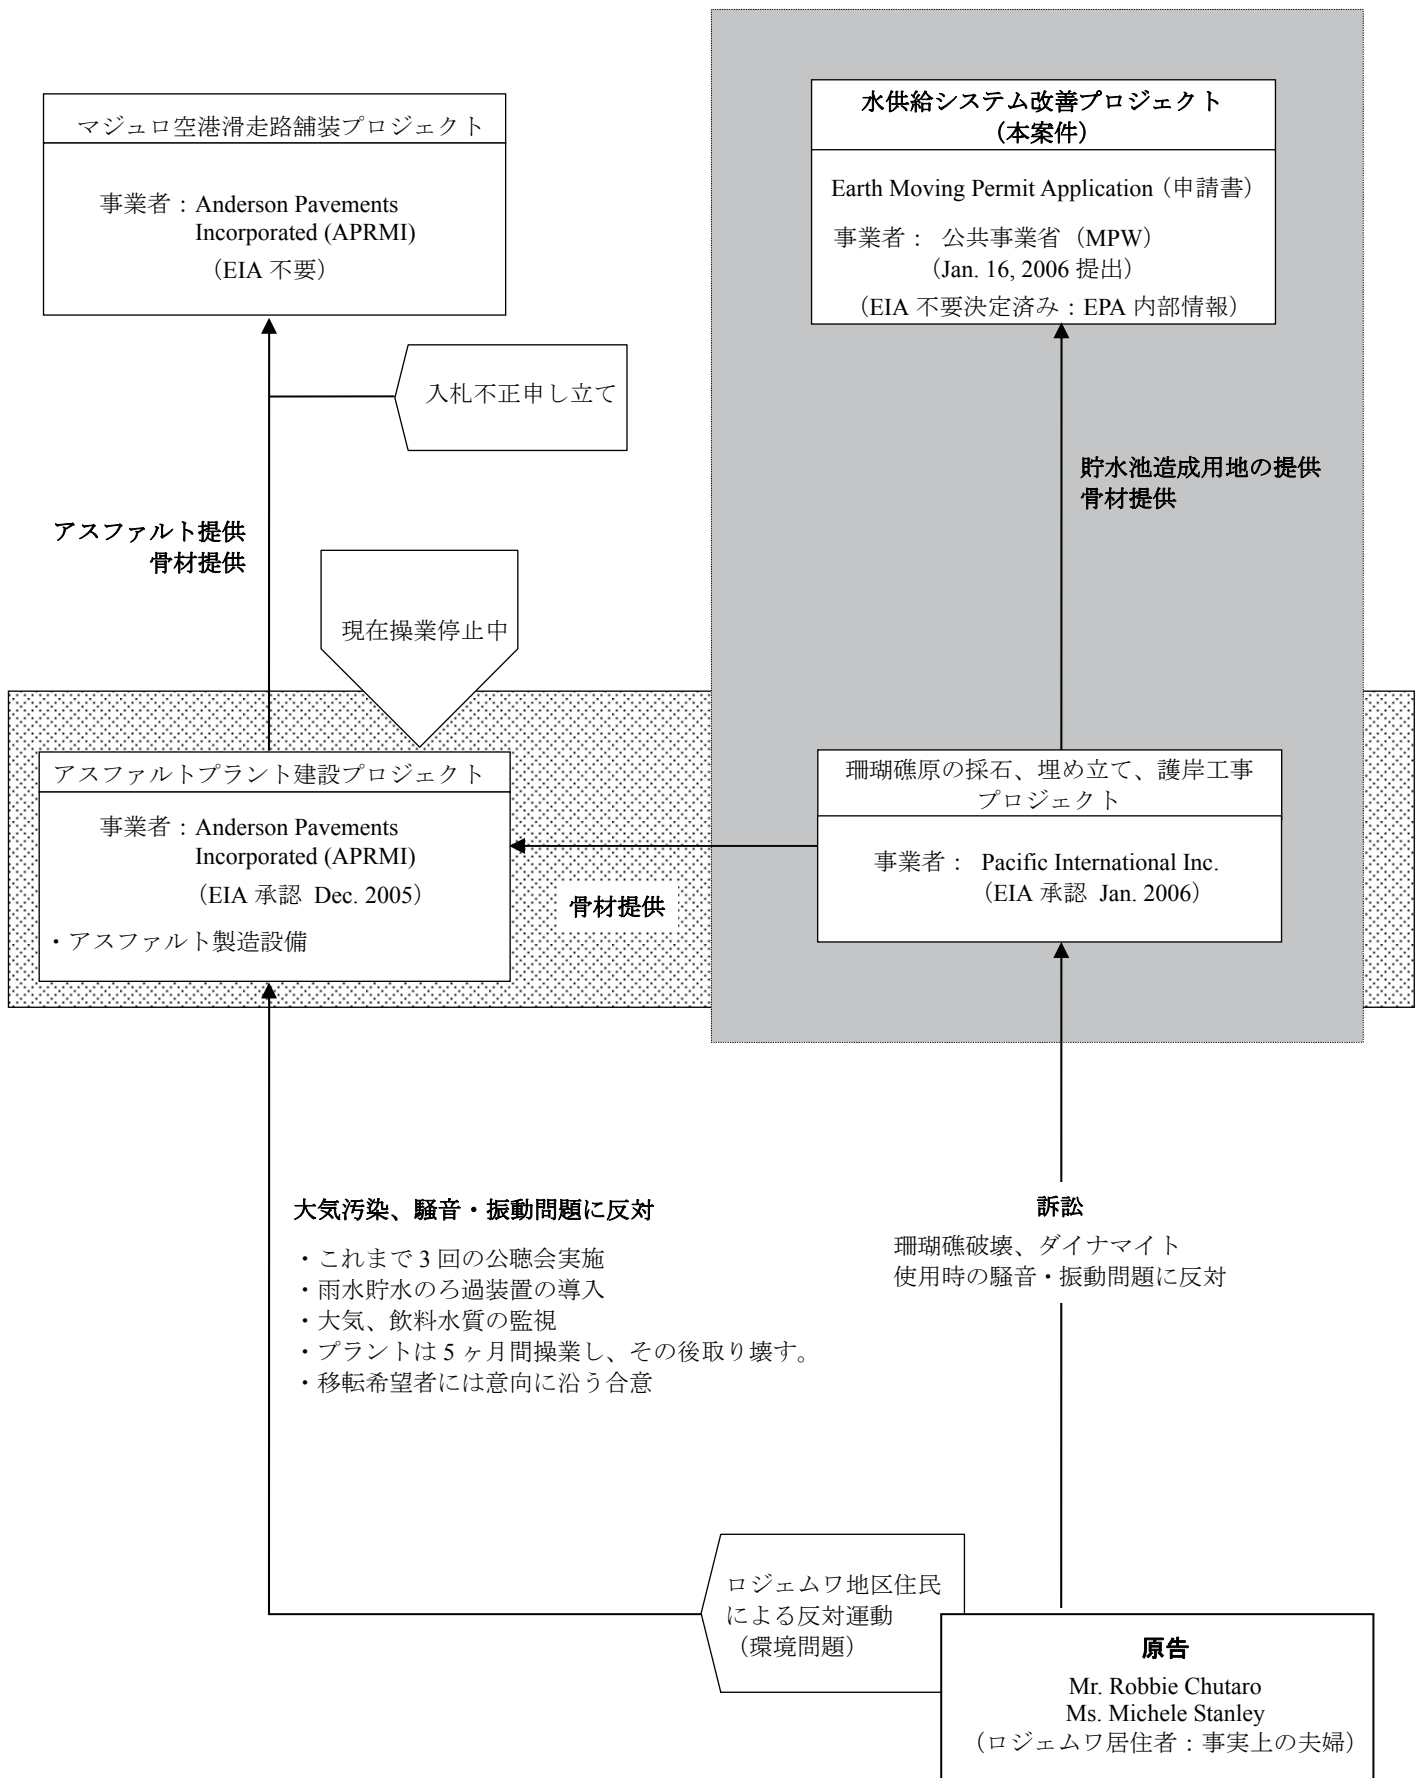 マジュロ空港滑走路舗装プロジェクト
事業者：Anderson Pavements
Incorporated (APRMI)
（EIA 不要）
水供給システム改善プロジェクト
（本案件）
Earth Moving Permit Application（申請書）
事業者： 公共事業省（MPW）
（Jan. 16, 2006 提出）
（EIA 不要決定済み：EPA 内部情報）
入札不正申し立て
アスファルト提供
骨材提供
貯水池造成用地の提供
骨材提供
現在操業停止中
アスファルトプラント建設プロジェクト
事業者：Anderson Pavements
Incorporated (APRMI)
（EIA 承認 Dec. 2005）
・アスファルト製造設備
骨材提供
珊瑚礁原の採石、埋め立て、護岸工事
プロジェクト
事業者： Pacific International Inc.
（EIA 承認 Jan. 2006）
大気汚染、騒音・振動問題に反対
・これまで 3 回の公聴会実施
・雨水貯水のろ過装置の導入
・大気、飲料水質の監視
・プラントは 5 ヶ月間操業し、その後取り壊す。
・移転希望者には意向に沿う合意
訴訟
珊瑚礁破壊、ダイナマイト
使用時の騒音・振動問題に反対
ロジェムワ地区住民
による反対運動
（環境問題）
原告
Mr. Robbie Chutaro
Ms. Michele Stanley
（ロジェムワ居住者：事実上の夫婦）